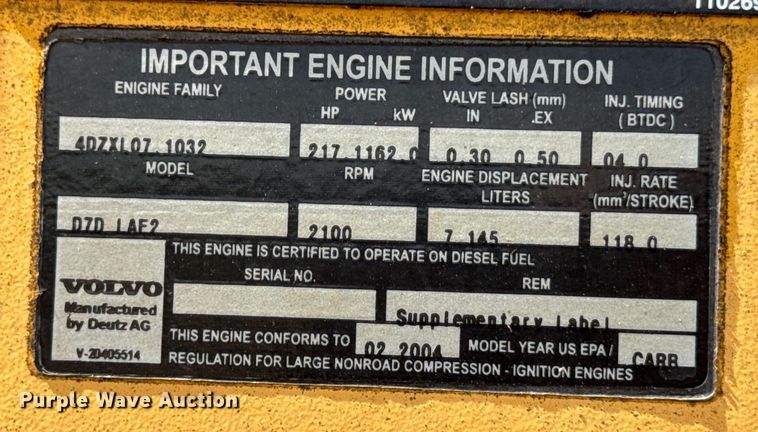 11026
IMPORTANT ENGINE INFORMATION
ENIGINE FAMILY POWER VALVE LASH (mm) INJ. TIMING
HP kW IN .EX (BTDC)
4DZXL07.1032 217.1162.0 0.30 0.50 04.0
MODEL RPM ENGINE DISPLACEMENT INJ. RATE
LITERS (mm³/STROKE)
D7D LAE2 2100 7.145 118.0
THIS ENGINE IS CERTIFIED TO OPERATE ON DIESEL FUEL
SERIAL NO. REM
VOLVO
Manufactured
by Deutz AG
V-20405514
Supplementary Label
THIS ENGINE CONFORMS TO 02.2004 MODEL YEAR US EPA / CARB
REGULATION FOR LARGE NONROAD COMPRESSION - IGNITION ENGINES
Purple Wave Auction